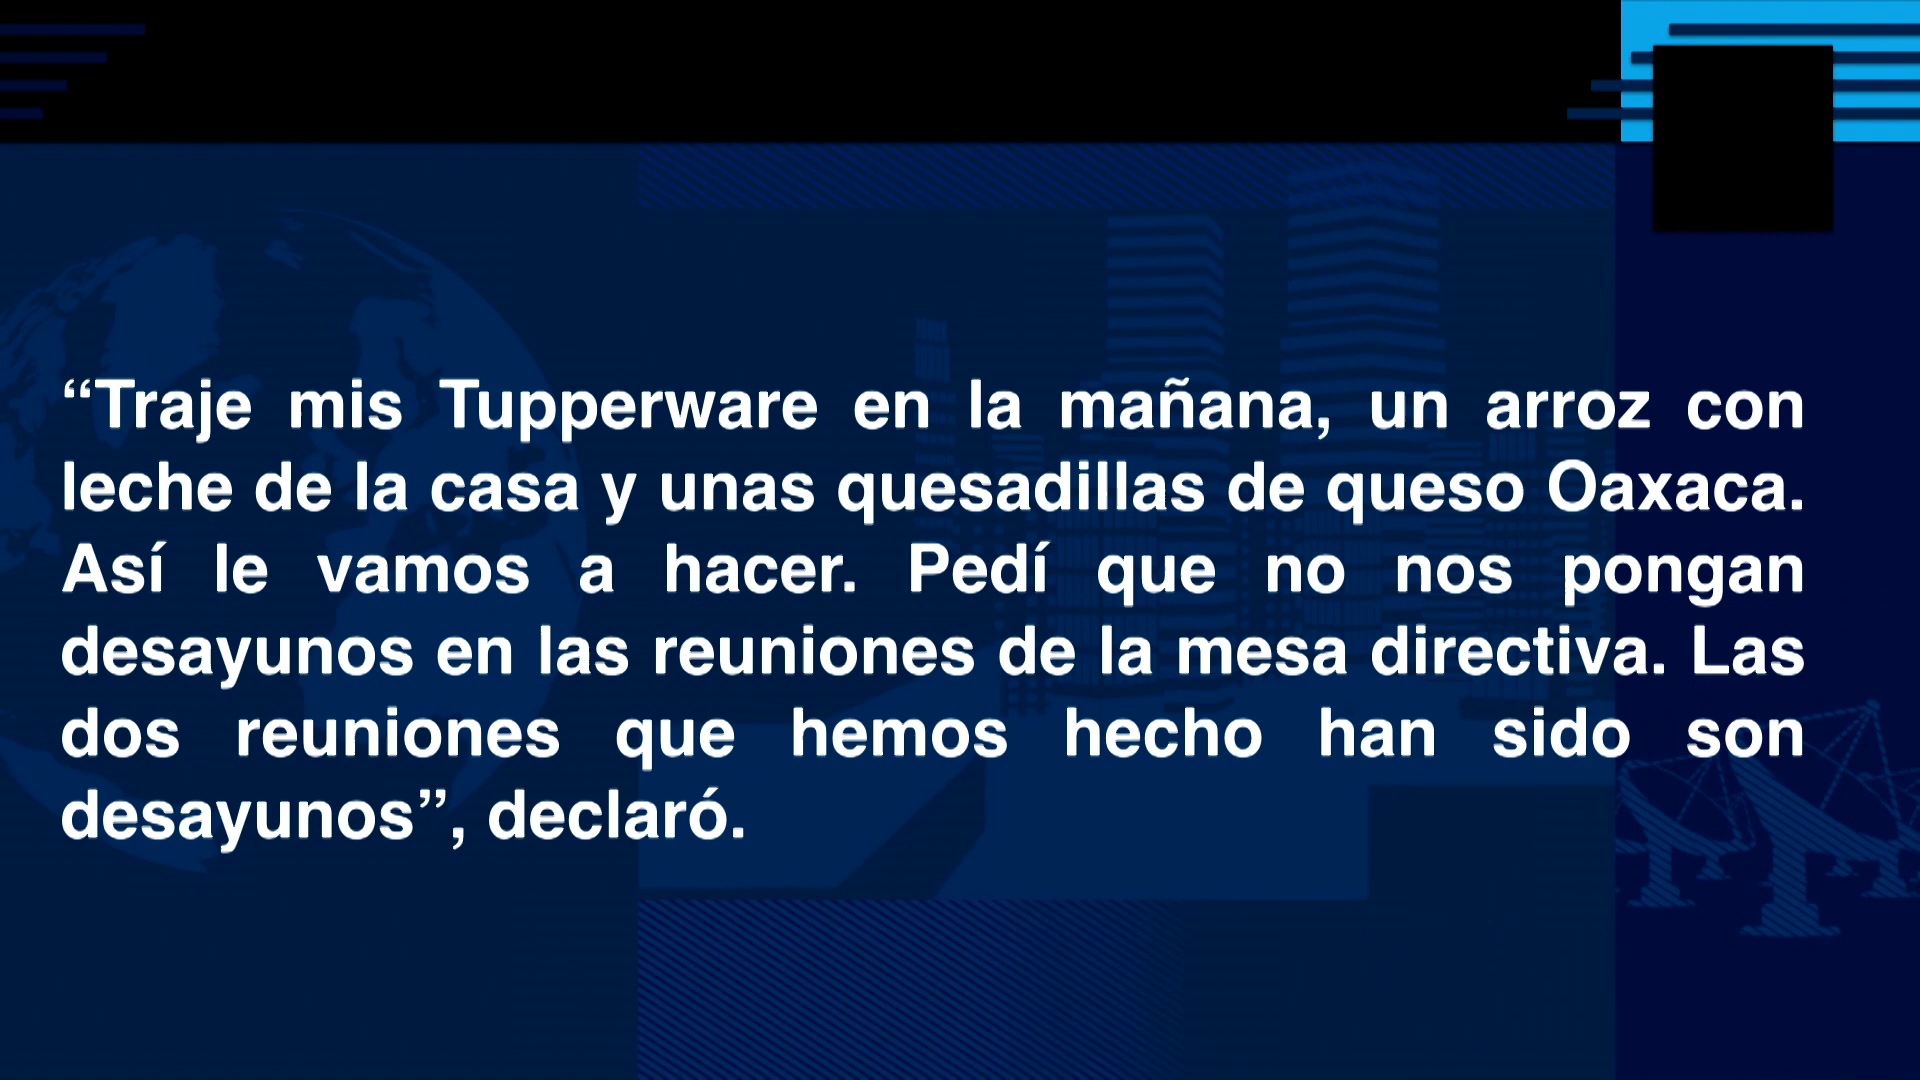 “Traje mis Tupperware en la mañana, un arroz con
leche de la casa y unas quesadillas de queso Oaxaca.
Así le vamos a hacer. Pedí que no nos pongan
desayunos en las reuniones de la mesa directiva. Las
dos reuniones que hemos hecho han sido son
desayunos”, declaró.